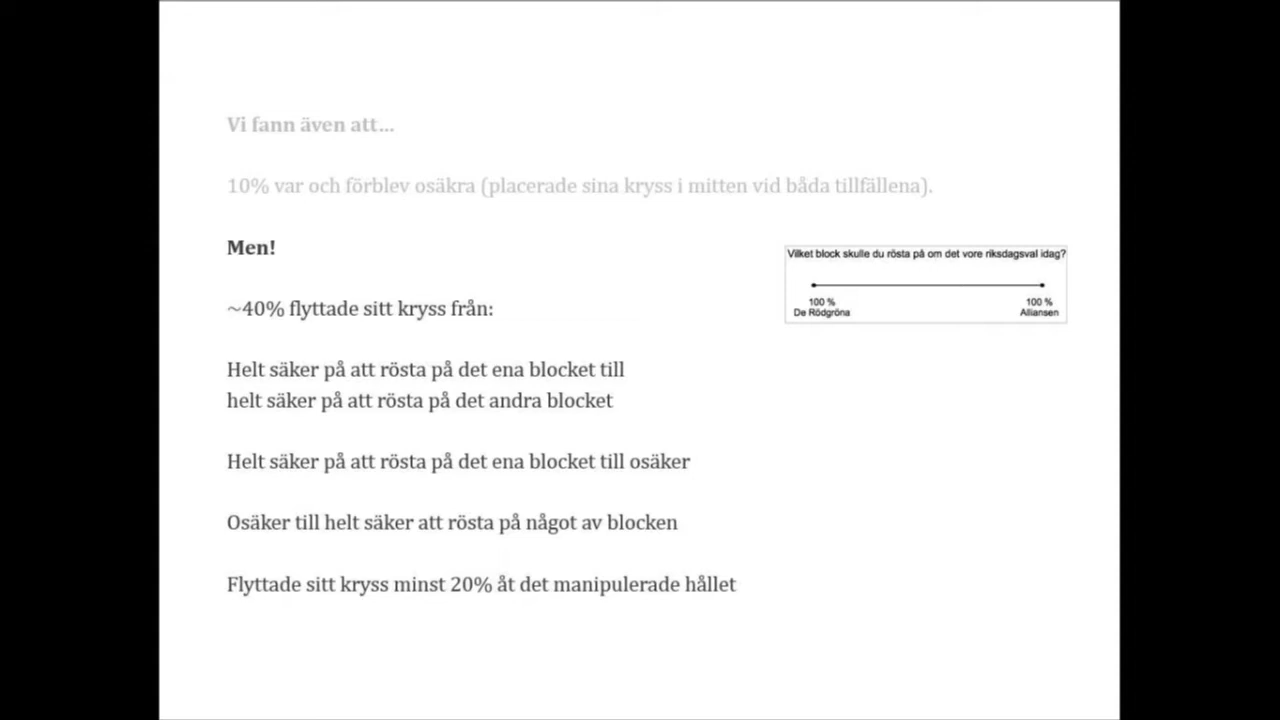 Vi fann även att...
10% var och förblev osäkra (placerade sina kryss i mitten vid båda tillfällena).
Men!
~40% flyttade sitt kryss från:
Helt säker på att rösta på det ena blocket till
helt säker på att rösta på det andra blocket
Helt säker på att rösta på det ena blocket till osäker
Osäker till helt säker att rösta på något av blocken
Flyttade sitt kryss minst 20% åt det manipulerade hållet
Vilket block skulle du rösta på om det vore riksdagsval idag?
100 % 100 %
De Rödgröna Alliansen